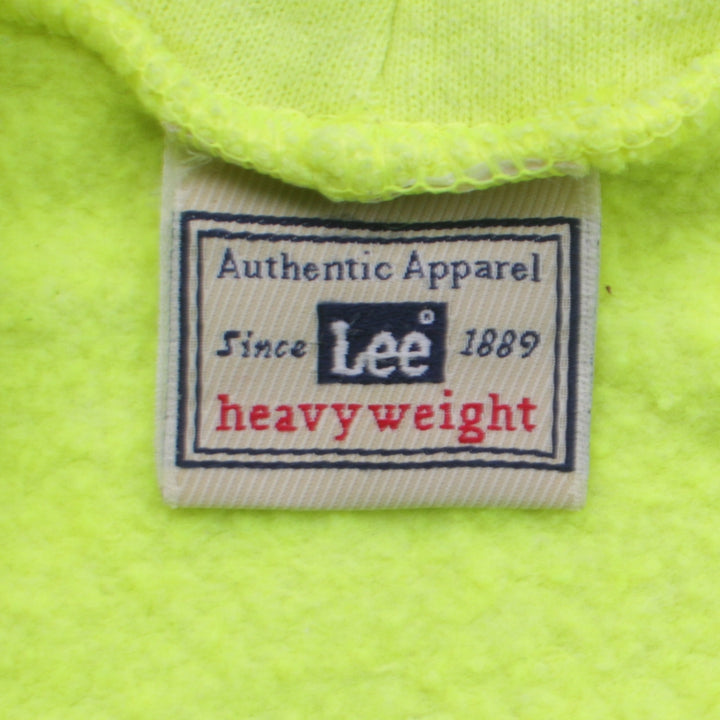 Authentic Apparel
Since Lee 1889
heavyweight